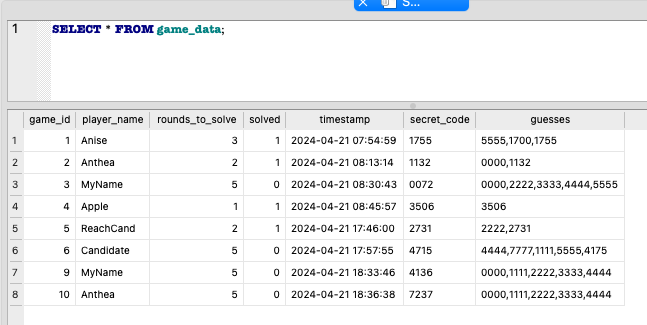 S...
1 SELECT * FROM game_data;
game_id player_name rounds_to_solve solved timestamp secret_code guesses
1 1 Anise 3 1 2024-04-21 07:54:59 1755 5555,1700,1755
2 2 Anthea 2 1 2024-04-21 08:13:14 1132 0000,1132
3 3 MyName 5 0 2024-04-21 08:30:43 0072 0000,2222,3333,4444,5555
4 4 Apple 1 1 2024-04-21 08:45:57 3506 3506
5 5 ReachCand 2 1 2024-04-21 17:46:00 2731 2222,2731
6 6 Candidate 5 0 2024-04-21 17:57:55 4715 4444,7777,1111,5555,4175
7 9 MyName 5 0 2024-04-21 18:33:46 4136 0000,1111,2222,3333,4444
8 10 Anthea 5 0 2024-04-21 18:36:38 7237 0000,1111,2222,3333,4444